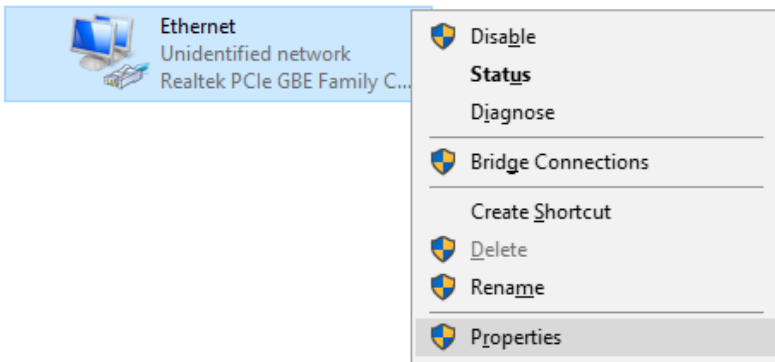 Ethernet
Unidentified network
Realtek PCIe GBE Family C...
Disable
Status
Diagnose
Bridge Connections
Create Shortcut
Delete
Rename
Properties